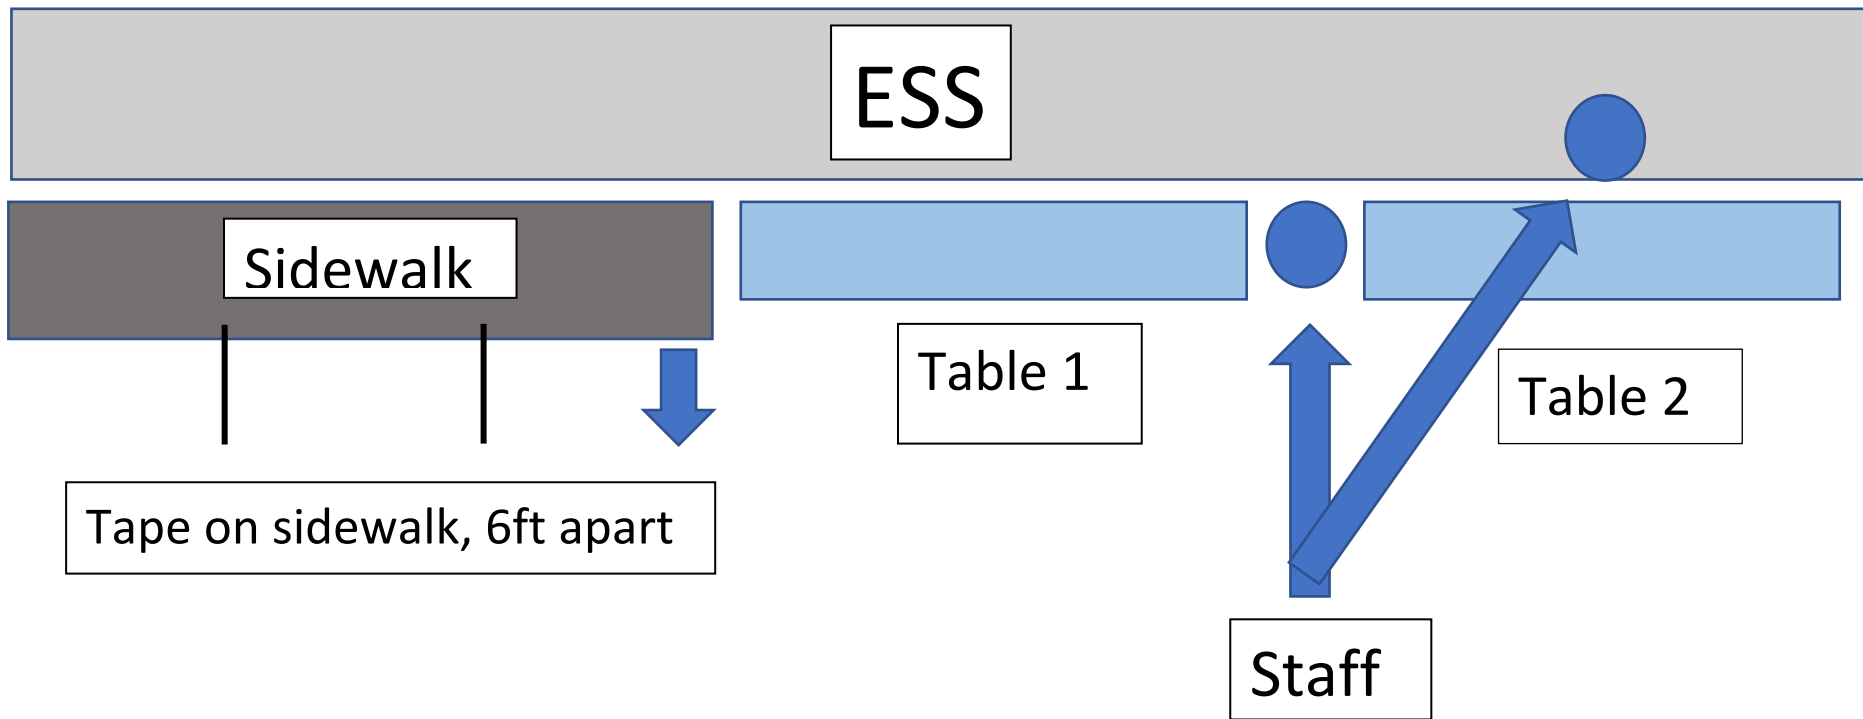 ESS
Sidewalk
Table 1
Table 2
Tape on sidewalk, 6ft apart
Staff